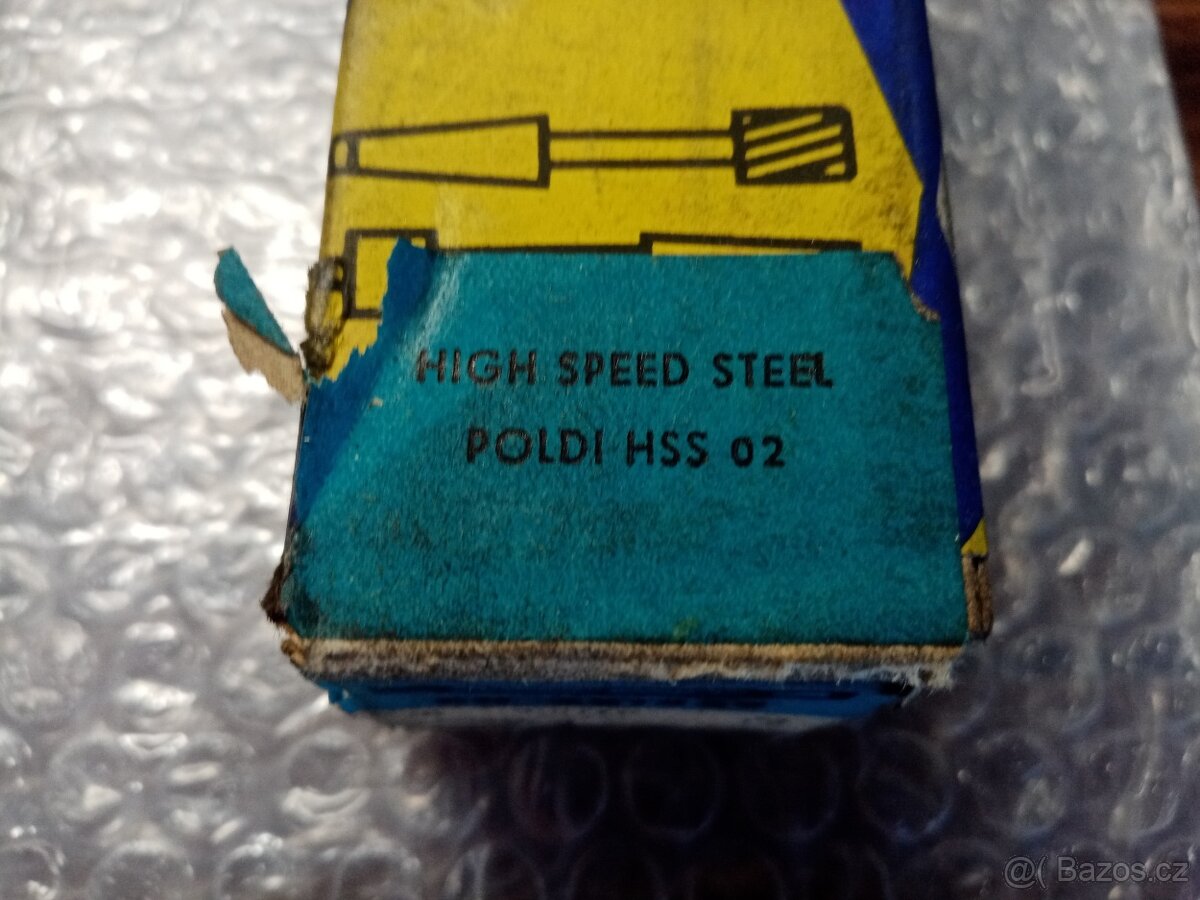 HIGH SPEED STEEL
POLDI HSS 02
@( Bazos.cz